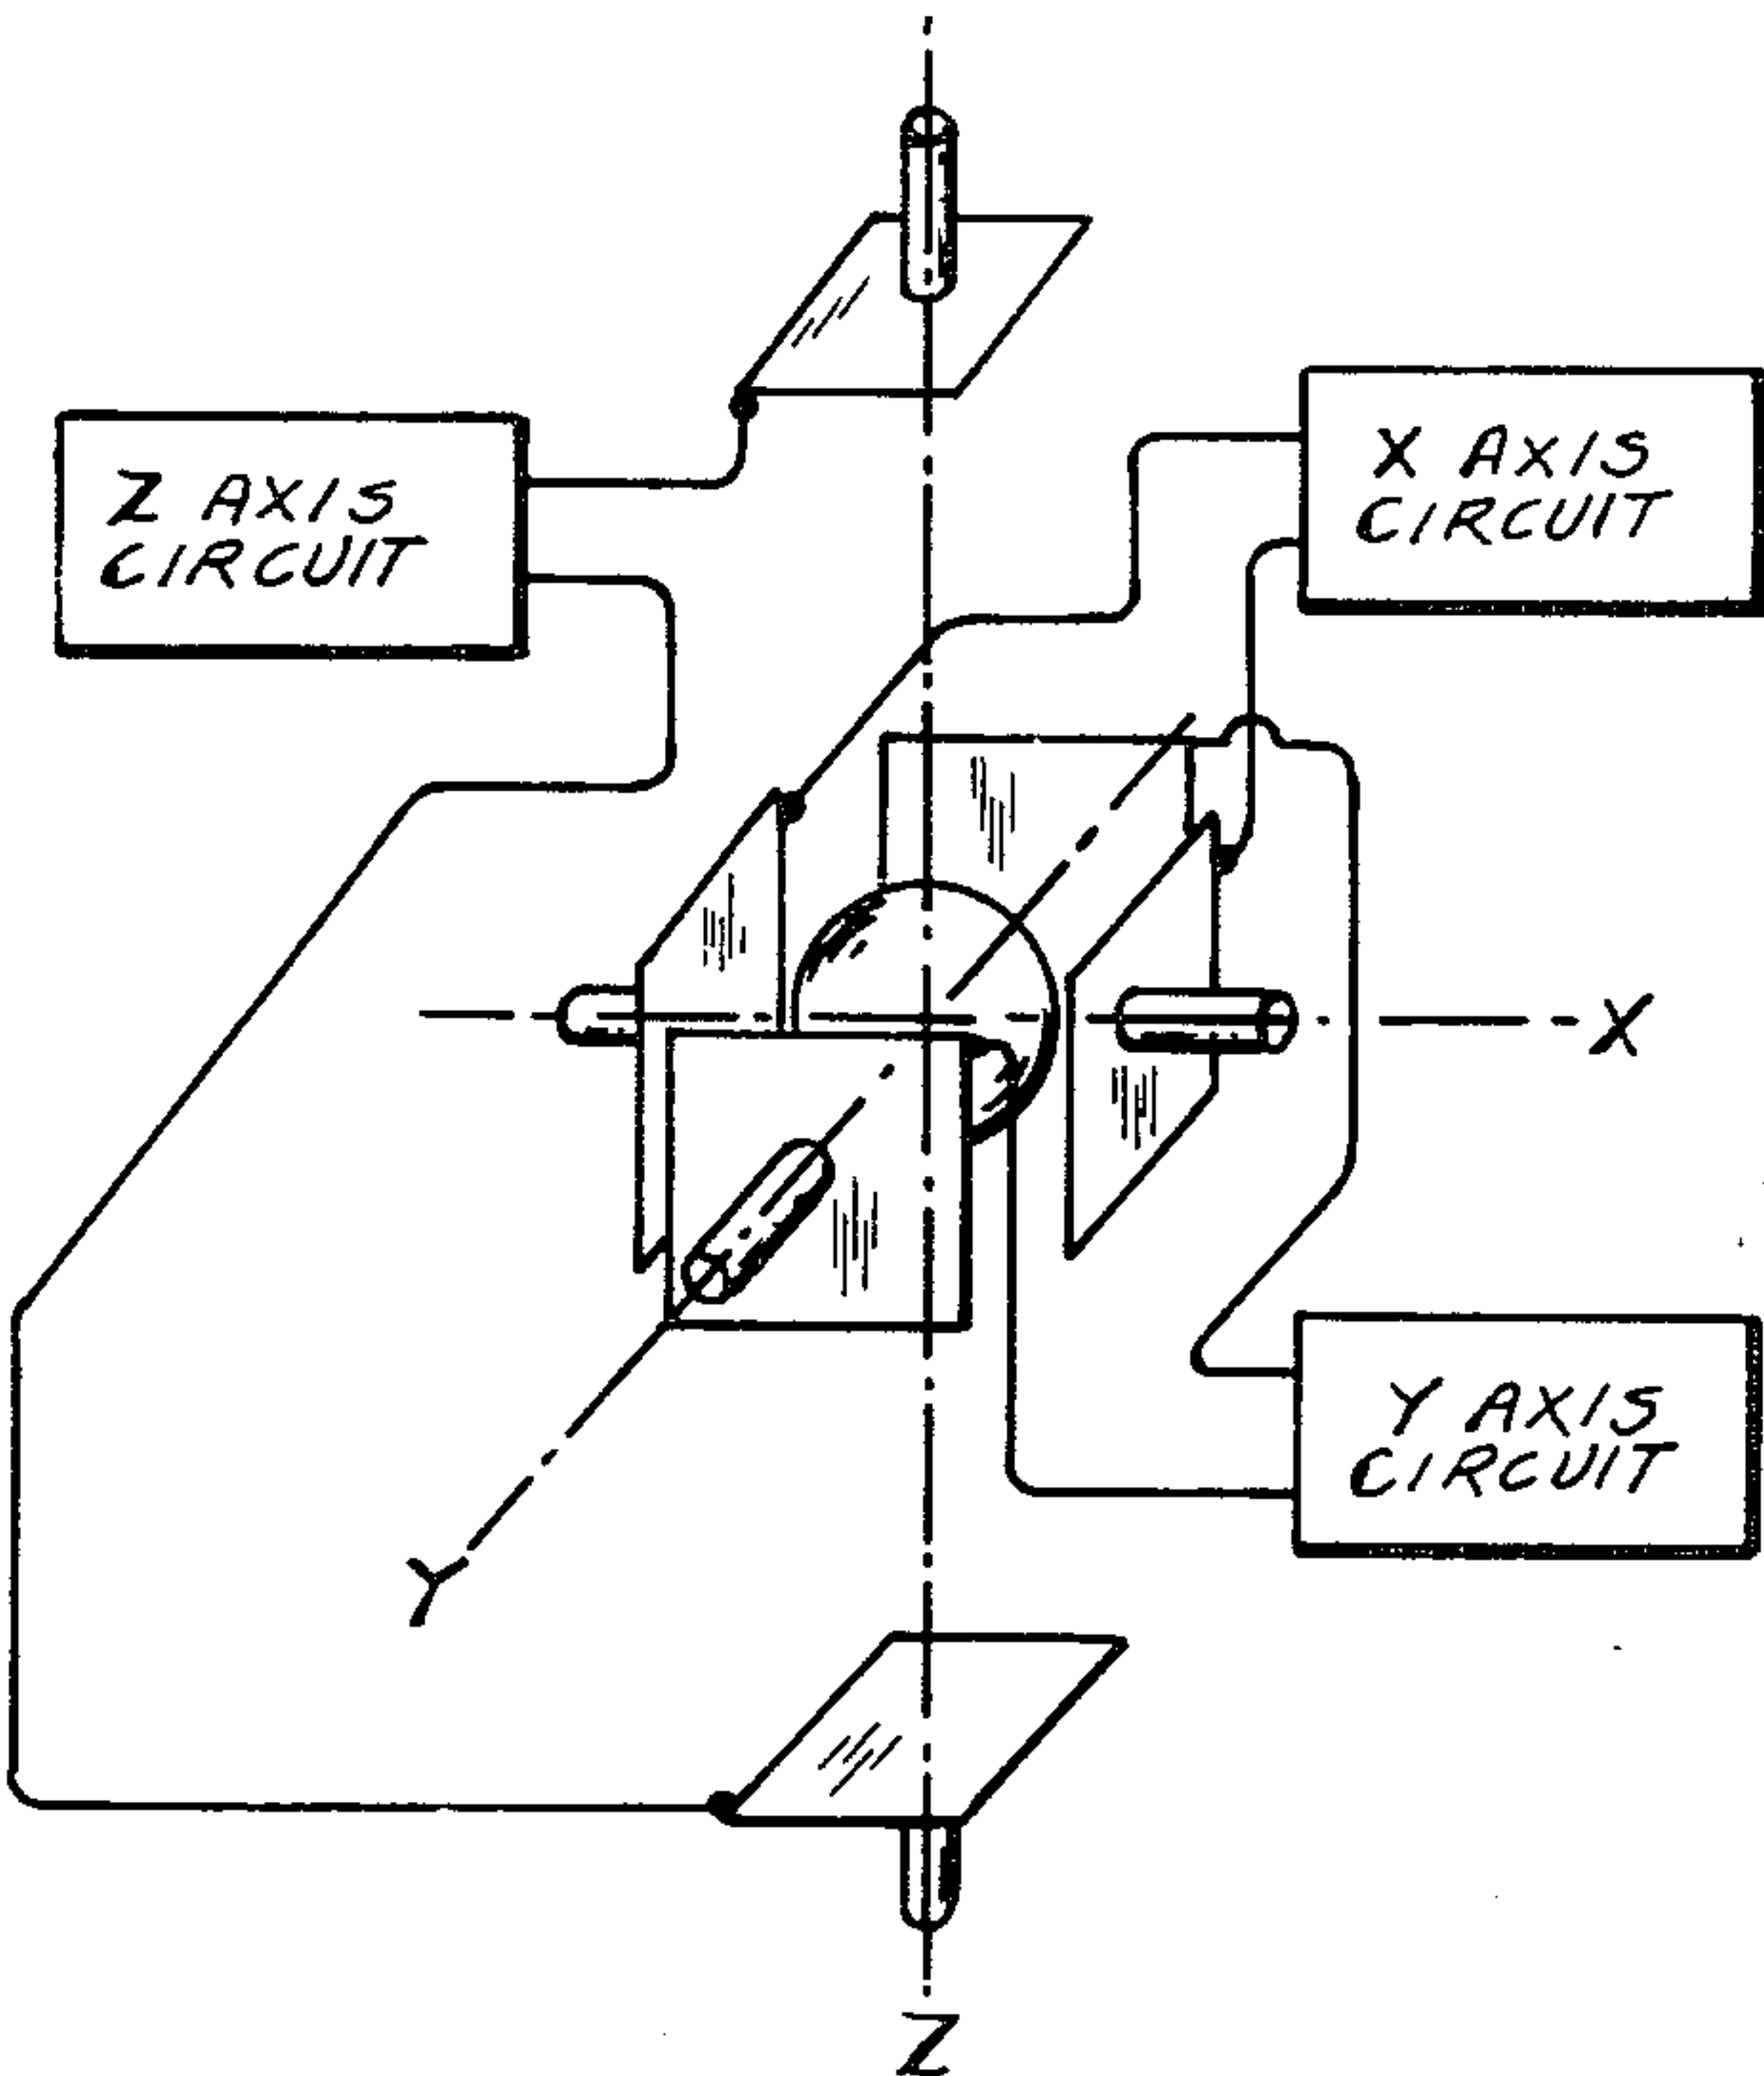 Z AXIS
CIRCUIT
X AXIS
CIRCUIT
X
Y AXIS
CIRCUIT
Y
Z